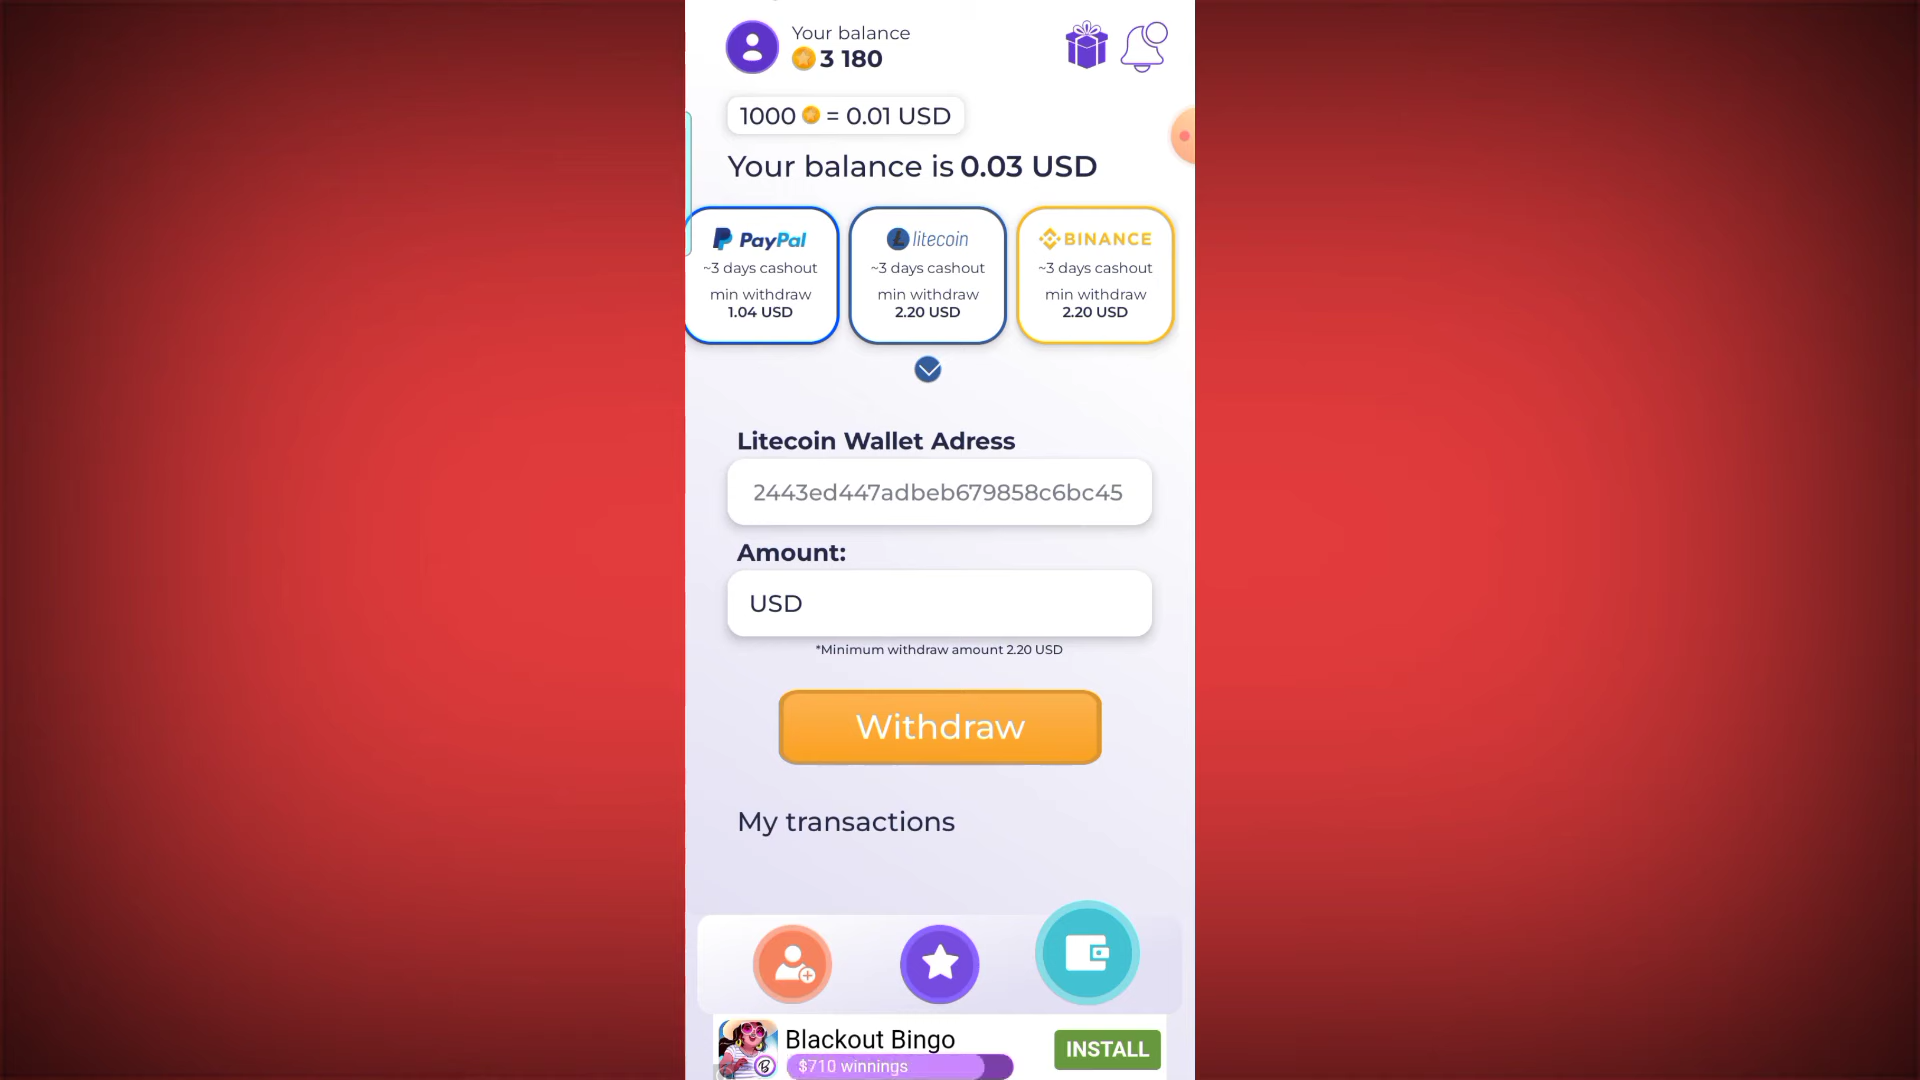 Your balance
3 180
1000 = 0.01 USD
Your balance is 0.03 USD
PayPal
~3 days cashout
min withdraw
1.04 USD
litecoin
~3 days cashout
min withdraw
2.20 USD
BINANCE
~3 days cashout
min withdraw
2.20 USD
Litecoin Wallet Adress
2443ed447adbeb679858c6bc45
Amount:
USD
*Minimum withdraw amount 2.20 USD
Withdraw
My transactions
Blackout Bingo
$710 winnings
INSTALL